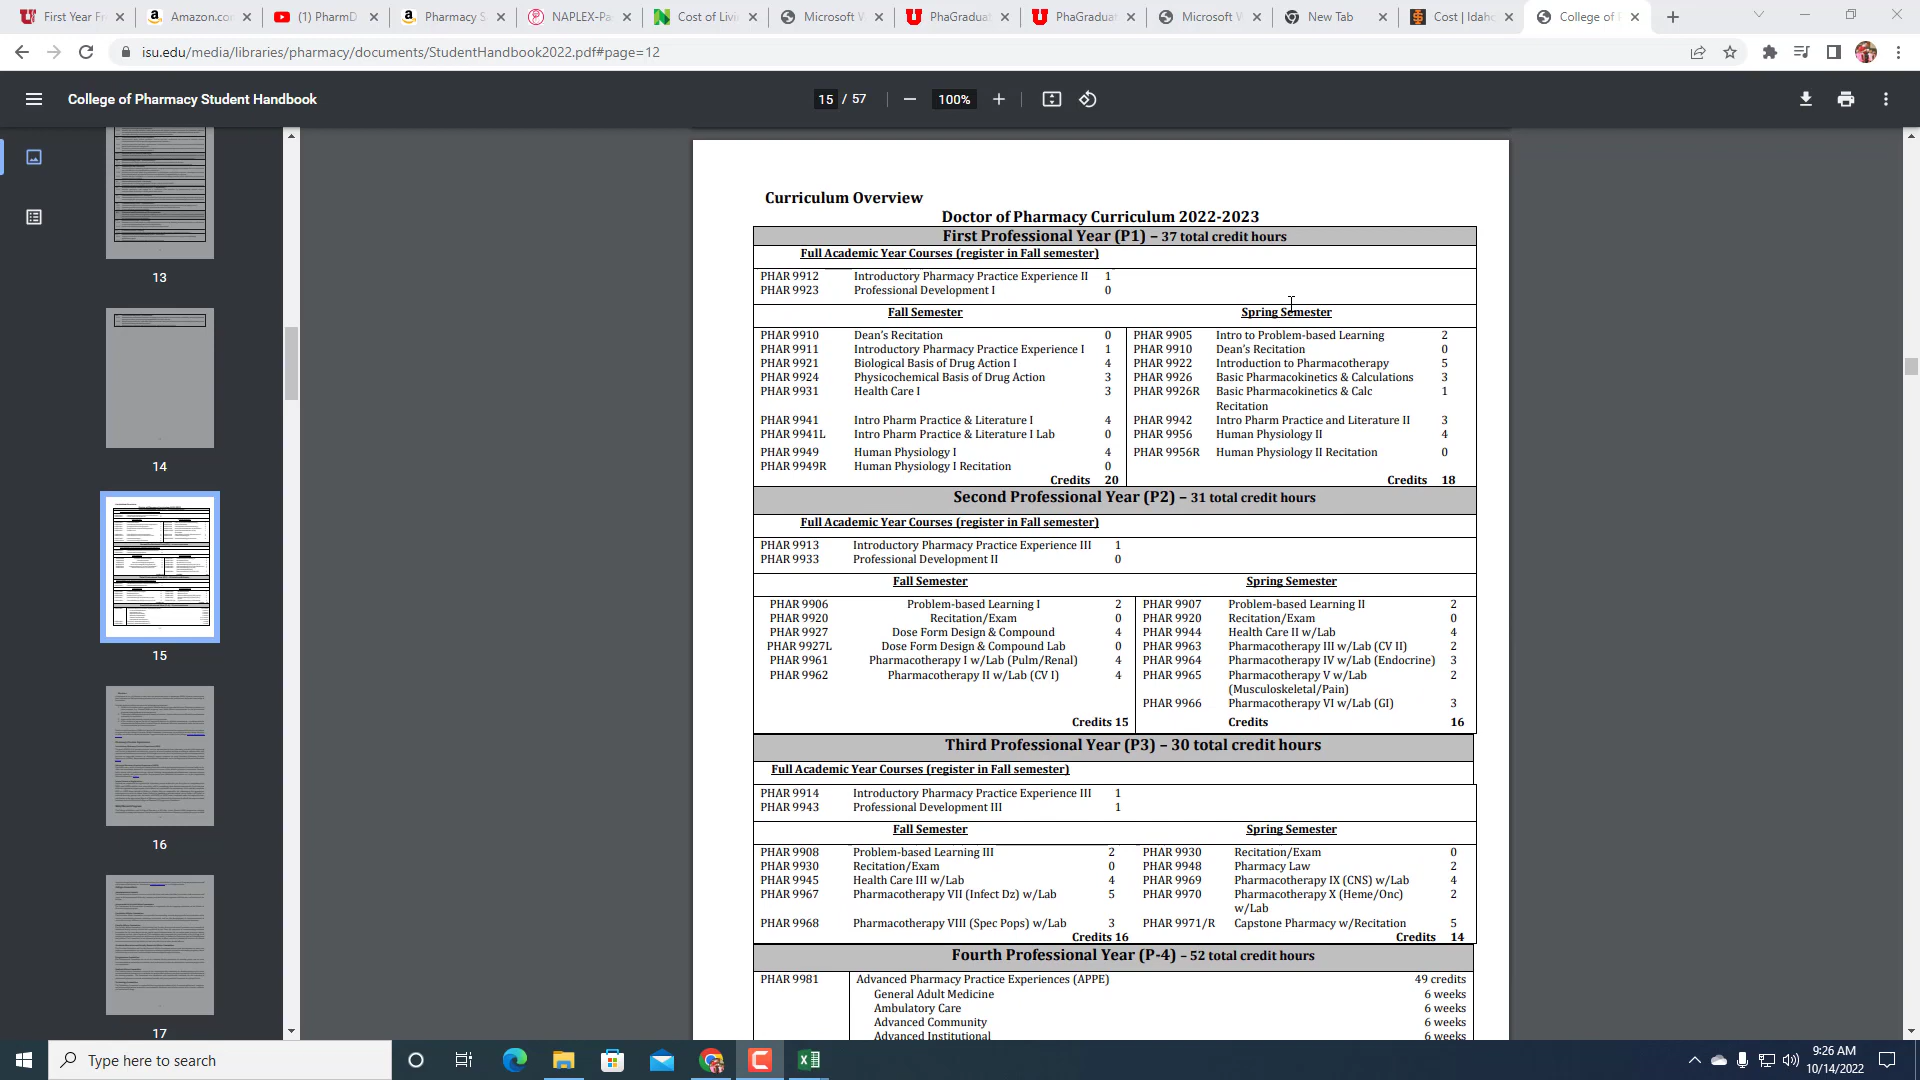 First Year Fr
Amazon.co
(1) PharmD
Pharmacy S
NAPLEX-Pa
Cost of Livi
Microsoft W
PhaGradua
PhaGradua
Microsoft W
New Tab
Cost | Idaho
College of P
isu.edu/media/libraries/pharmacy/documents/StudentHandbook2022.pdf#page=12
College of Pharmacy Student Handbook
15 / 57
100%
13
14
15
16
17
Curriculum Overview
Doctor of Pharmacy Curriculum 2022-2023
First Professional Year (P1) – 37 total credit hours
Full Academic Year Courses (register in Fall semester)
PHAR 9912 Introductory Pharmacy Practice Experience II 1
PHAR 9923 Professional Development I 0
Fall Semester Spring Semester
PHAR 9910 Dean's Recitation 0 PHAR 9905 Intro to Problem-based Learning 2
PHAR 9911 Introductory Pharmacy Practice Experience I 1 PHAR 9910 Dean's Recitation 0
PHAR 9921 Biological Basis of Drug Action I 4 PHAR 9922 Introduction to Pharmacotherapy 5
PHAR 9924 Physicochemical Basis of Drug Action 3 PHAR 9926 Basic Pharmacokinetics & Calculations 3
PHAR 9931 Health Care I 3 PHAR 9926R Basic Pharmacokinetics & Calc 1
Recitation
PHAR 9941 Intro Pharm Practice & Literature I 4 PHAR 9942 Intro Pharm Practice and Literature II 3
PHAR 9941L Intro Pharm Practice & Literature I Lab 0 PHAR 9956 Human Physiology II 4
PHAR 9949 Human Physiology I 4 PHAR 9956R Human Physiology II Recitation 0
PHAR 9949R Human Physiology I Recitation 0
Credits 20 Credits 18
Second Professional Year (P2) – 31 total credit hours
Full Academic Year Courses (register in Fall semester)
PHAR 9913 Introductory Pharmacy Practice Experience III 1
PHAR 9933 Professional Development II 0
Fall Semester Spring Semester
PHAR 9906 Problem-based Learning I 2 PHAR 9907 Problem-based Learning II 2
PHAR 9920 Recitation/Exam 0 PHAR 9920 Recitation/Exam 0
PHAR 9927 Dose Form Design & Compound 4 PHAR 9944 Health Care II w/Lab 4
PHAR 9927L Dose Form Design & Compound Lab 0 PHAR 9963 Pharmacotherapy III w/Lab (CV II) 2
PHAR 9961 Pharmacotherapy I w/Lab (Pulm/Renal) 4 PHAR 9964 Pharmacotherapy IV w/Lab (Endocrine) 3
PHAR 9962 Pharmacotherapy II w/Lab (CV I) 4 PHAR 9965 Pharmacotherapy V w/Lab 2
(Musculoskeletal/Pain)
PHAR 9966 Pharmacotherapy VI w/Lab (GI) 3
Credits 15 Credits 16
Third Professional Year (P3) – 30 total credit hours
Full Academic Year Courses (register in Fall semester)
PHAR 9914 Introductory Pharmacy Practice Experience III 1
PHAR 9943 Professional Development III 1
Fall Semester Spring Semester
PHAR 9908 Problem-based Learning III 2 PHAR 9930 Recitation/Exam 0
PHAR 9930 Recitation/Exam 0 PHAR 9948 Pharmacy Law 2
PHAR 9945 Health Care III w/Lab 4 PHAR 9969 Pharmacotherapy IX (CNS) w/Lab 4
PHAR 9967 Pharmacotherapy VII (Infect Dz) w/Lab 5 PHAR 9970 Pharmacotherapy X (Heme/Onc) 2
w/Lab
PHAR 9968 Pharmacotherapy VIII (Spec Pops) w/Lab 3 PHAR 9971/R Capstone Pharmacy w/Recitation 5
Credits 16 Credits 14
Fourth Professional Year (P-4) – 52 total credit hours
PHAR 9981 Advanced Pharmacy Practice Experiences (APPE) 49 credits
General Adult Medicine 6 weeks
Ambulatory Care 6 weeks
Advanced Community 6 weeks
Advanced Institutional 6 weeks
Type here to search
9:26 AM
10/14/2022